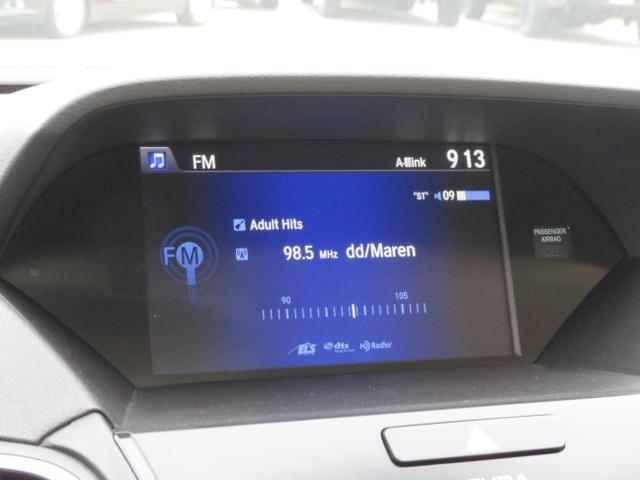 FM
A-link
9 13
"ST" 09
Adult Hits
FM
98.5 MHz dd/Maren
90 105
ELS dts HD Radio
PASSENGER
AIRBAG